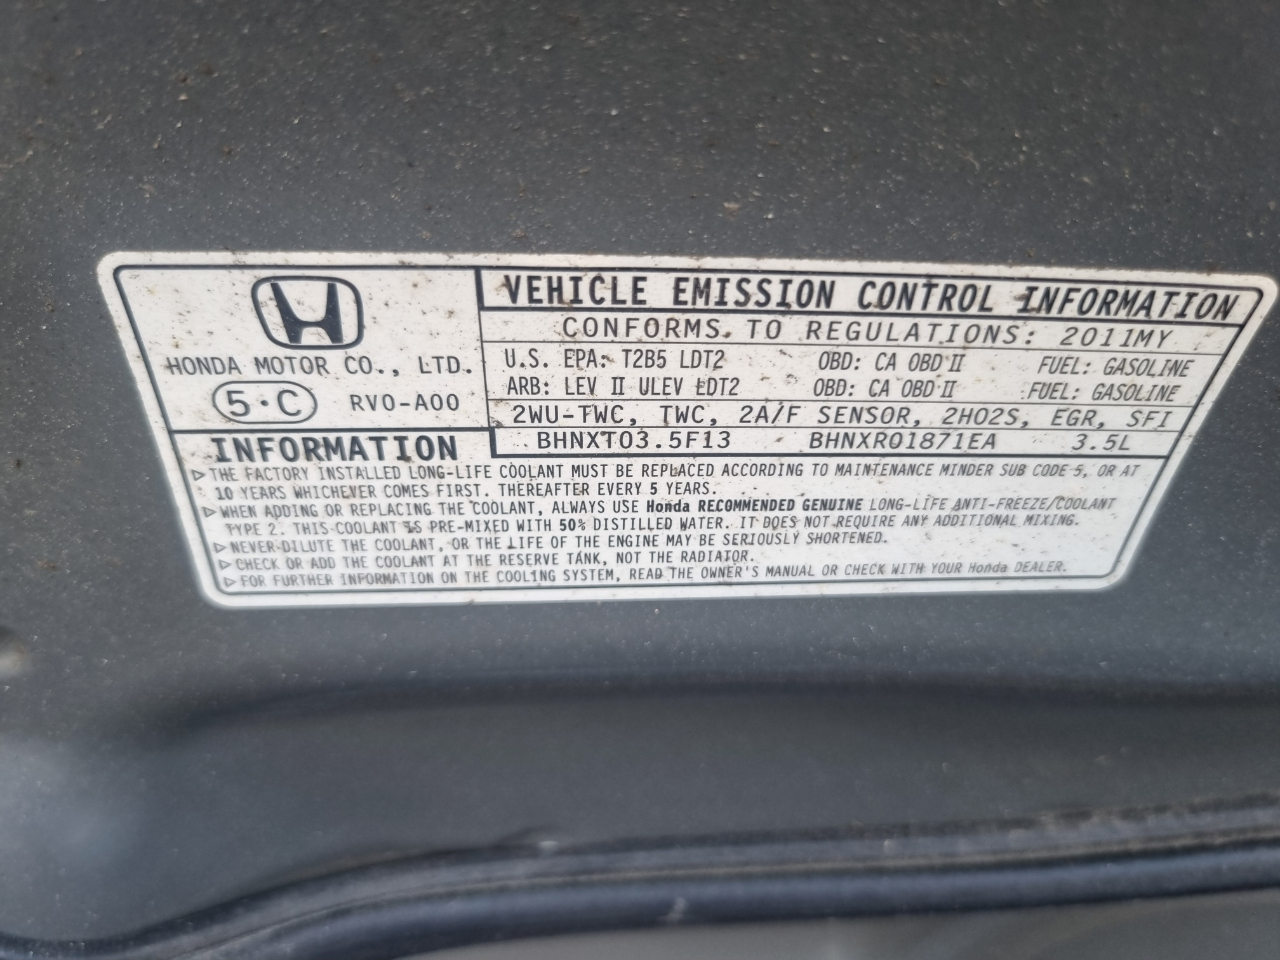 VEHICLE EMISSION CONTROL INFORMATION
CONFORMS TO REGULATIONS: 2011MY
HONDA MOTOR CO., LTD.
5·C RV0-A00
U.S. EPA: T2B5 LDT2 OBD: CA OBD II FUEL: GASOLINE
ARB: LEV II ULEV LDT2 OBD: CA OBD II FUEL: GASOLINE
2WU-TWC, TWC, 2A/F SENSOR, 2HO2S, EGR, SFI
BHNXT03.5F13 BHNXR01871EA 3.5L
INFORMATION
▷THE FACTORY INSTALLED LONG-LIFE COOLANT MUST BE REPLACED ACCORDING TO MAINTENANCE MINDER SUB CODE 5, OR AT
10 YEARS WHICHEVER COMES FIRST. THEREAFTER EVERY 5 YEARS.
▷WHEN ADDING OR REPLACING THE COOLANT, ALWAYS USE Honda RECOMMENDED GENUINE LONG-LIFE ANTI-FREEZE/COOLANT
TYPE 2. THIS COOLANT IS PRE-MIXED WITH 50% DISTILLED WATER. IT DOES NOT REQUIRE ANY ADDITIONAL MIXING.
▷NEVER DILUTE THE COOLANT, OR THE LIFE OF THE ENGINE MAY BE SERIOUSLY SHORTENED.
▷CHECK OR ADD THE COOLANT AT THE RESERVE TANK, NOT THE RADIATOR.
▷FOR FURTHER INFORMATION ON THE COOLING SYSTEM, READ THE OWNER'S MANUAL OR CHECK WITH YOUR Honda DEALER.